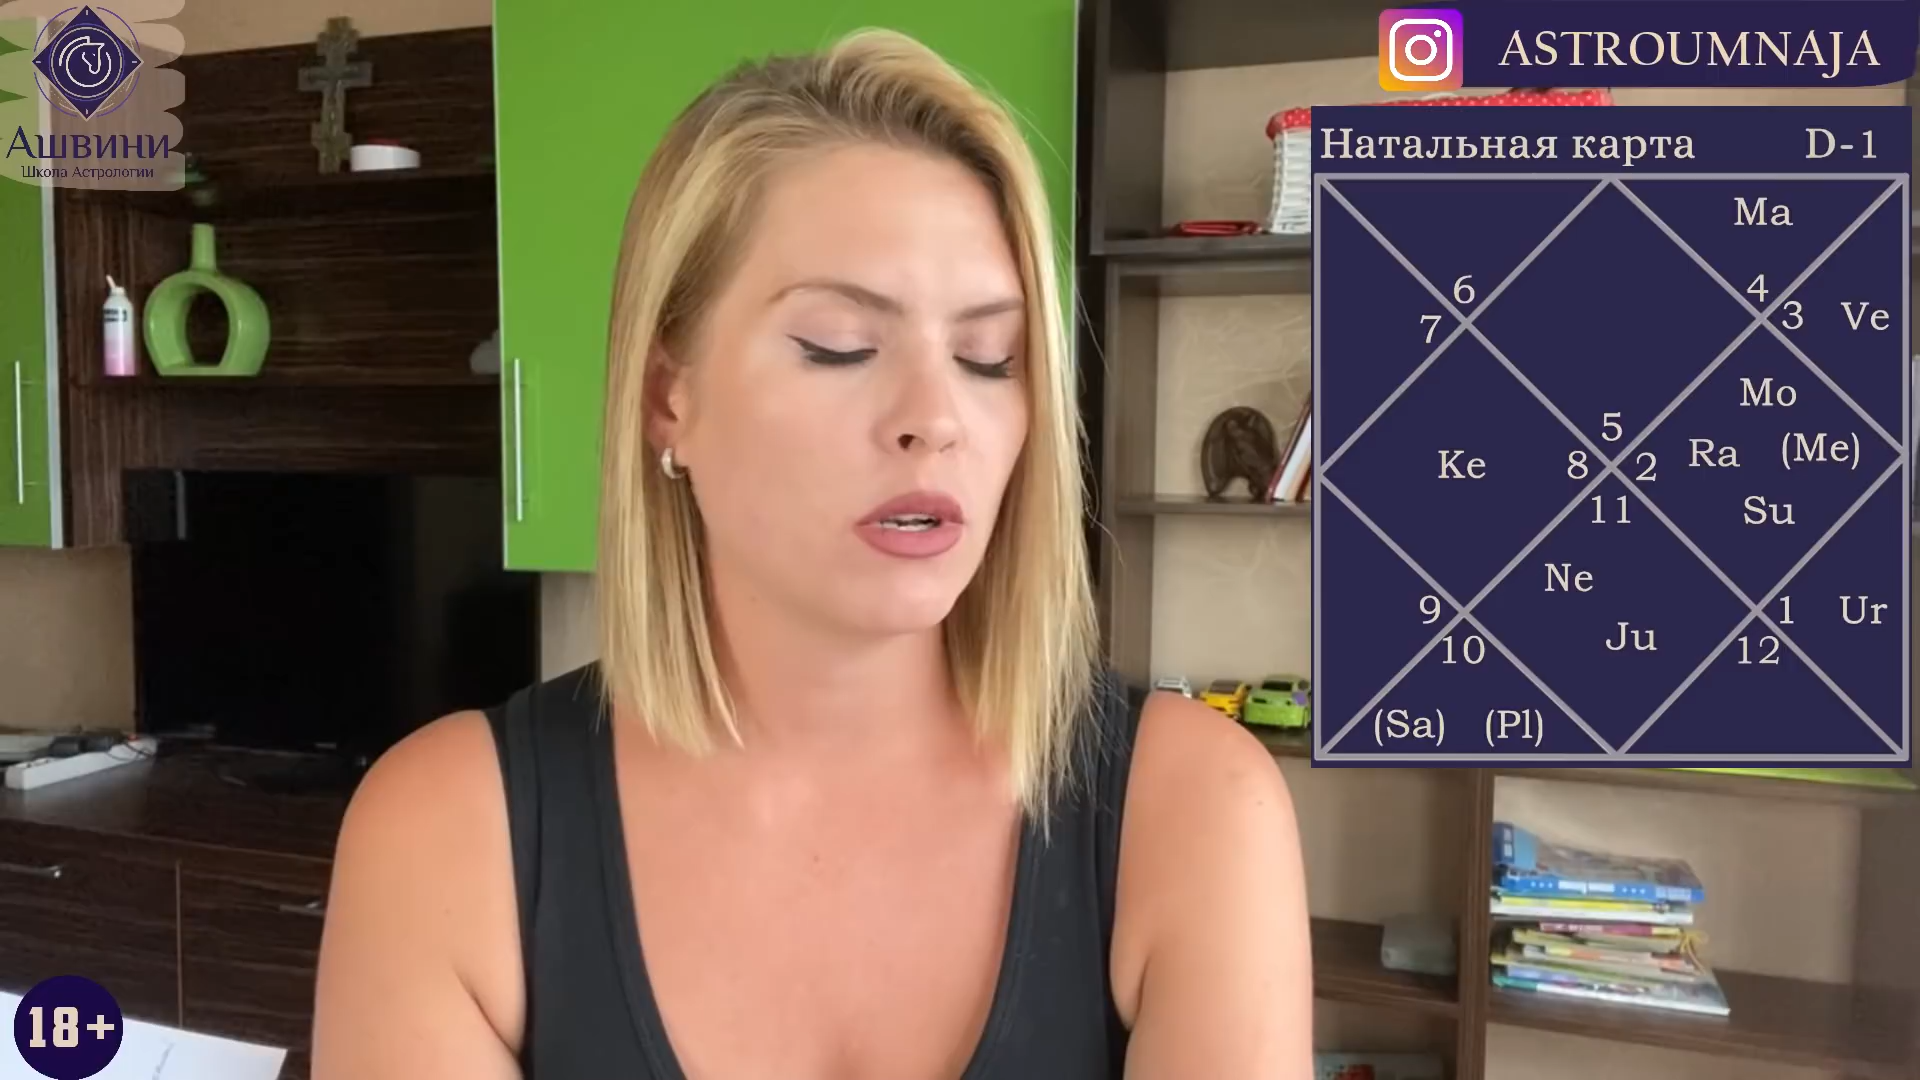 Ашвини
Школа Астрологии
ASTROUMNAJA
Натальная карта D-1
Ma
6
4
7
3 Ve
Mo
5
Ke
8
2 Ra (Me)
11
Su
Ne
9
1 Ur
Ju
10
12
(Sa) (Pl)
18+